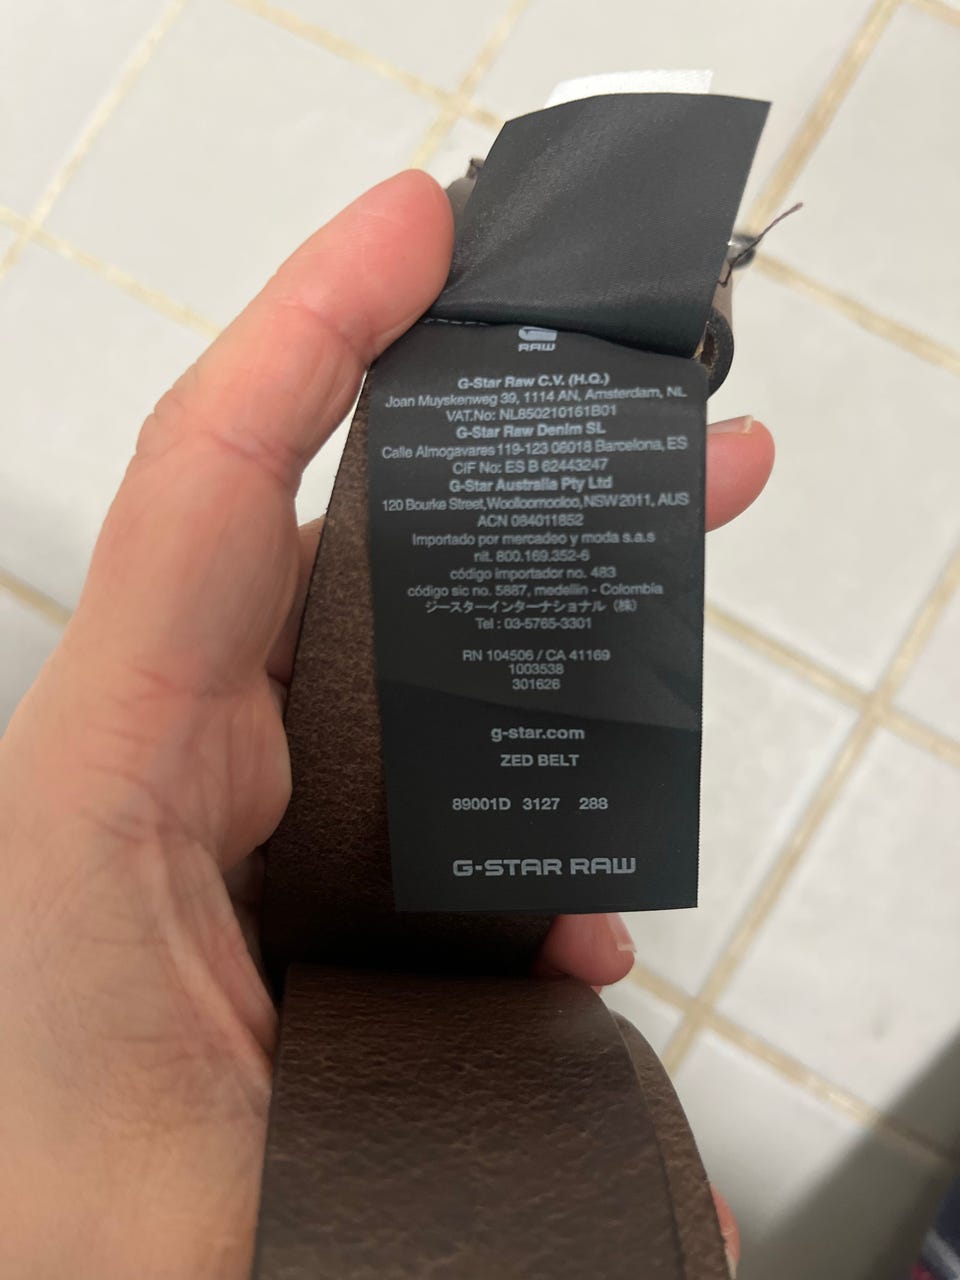 RAW
G-Star Raw C.V. (H.Q.)
Joan Muyskenweg 39, 1114 AN, Amsterdam, NL
VAT.No: NL850210161B01
G-Star Raw Denim SL
Calle Almogavares 119-123 08018 Barcelona, ES
CIF No: ES B 62443247
G-Star Australia Pty Ltd
120 Bourke Street, Woolloomooloo, NSW 2011, AUS
ACN 084011852
Importado por mercadeo y moda s.a.s
nit. 800.169.352-6
código importador no. 483
código sic no. 5887, medellin - Colombia
ジースターインターナショナル（株）
Tel : 03-5765-3301
RN 104506 / CA 41169
1003538
301626
g-star.com
ZED BELT
89001D 3127 288
G-STAR RAW